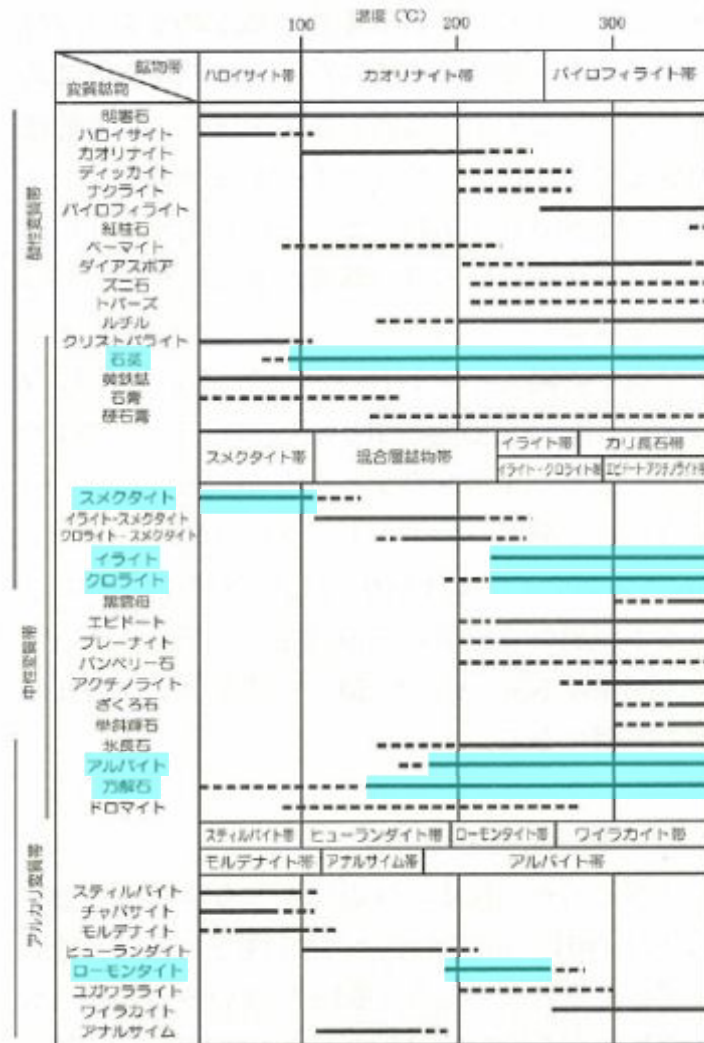 温度 (℃)
100 200 300
鉱物帯
変質鉱物
ハロイサイト帯 カオリナイト帯 パイロフィライト帯
明礬石
ハロイサイト
カオリナイト
ディッカイト
ナクライト
パイロフィライト
紅柱石
ベーマイト
ダイアスポア
ズニ石
トパーズ
ルチル
クリストバライト
石英
黄鉄鉱
石膏
硬石膏
酸性変質帯
スメクタイト帯 混合層鉱物帯 イライト帯 カリ長石帯
イライト-クロライト帯 エピドート-アクチノライト帯
スメクタイト
イライト-スメクタイト
クロライト-スメクタイト
イライト
クロライト
黒雲母
エピドート
プレーナイト
パンペリー石
アクチノライト
ざくろ石
単斜輝石
氷長石
アルバイト
方解石
ドロマイト
中性変質帯
スティルバイト帯 ヒューランダイト帯 ローモンタイト帯 ワイラカイト帯
モルデナイト帯 アナルサイム帯 アルバイト帯
スティルバイト
チャバサイト
モルデナイト
ヒューランダイト
ローモンタイト
ユガワラライト
ワイラカイト
アナルサイム
アルカリ変質帯